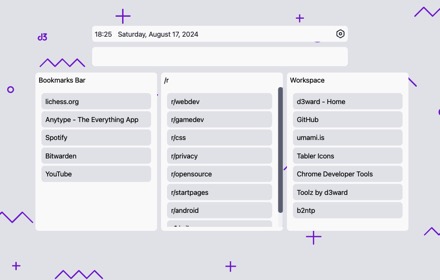 d3
18:25 Saturday, August 17, 2024
Bookmarks Bar
lichess.org
Anytype - The Everything App
Spotify
Bitwarden
YouTube
/r
r/webdev
r/gamedev
r/css
r/privacy
r/opensource
r/startpages
r/android
Workspace
d3ward - Home
GitHub
umami.is
Tabler Icons
Chrome Developer Tools
Toolz by d3ward
b2ntp